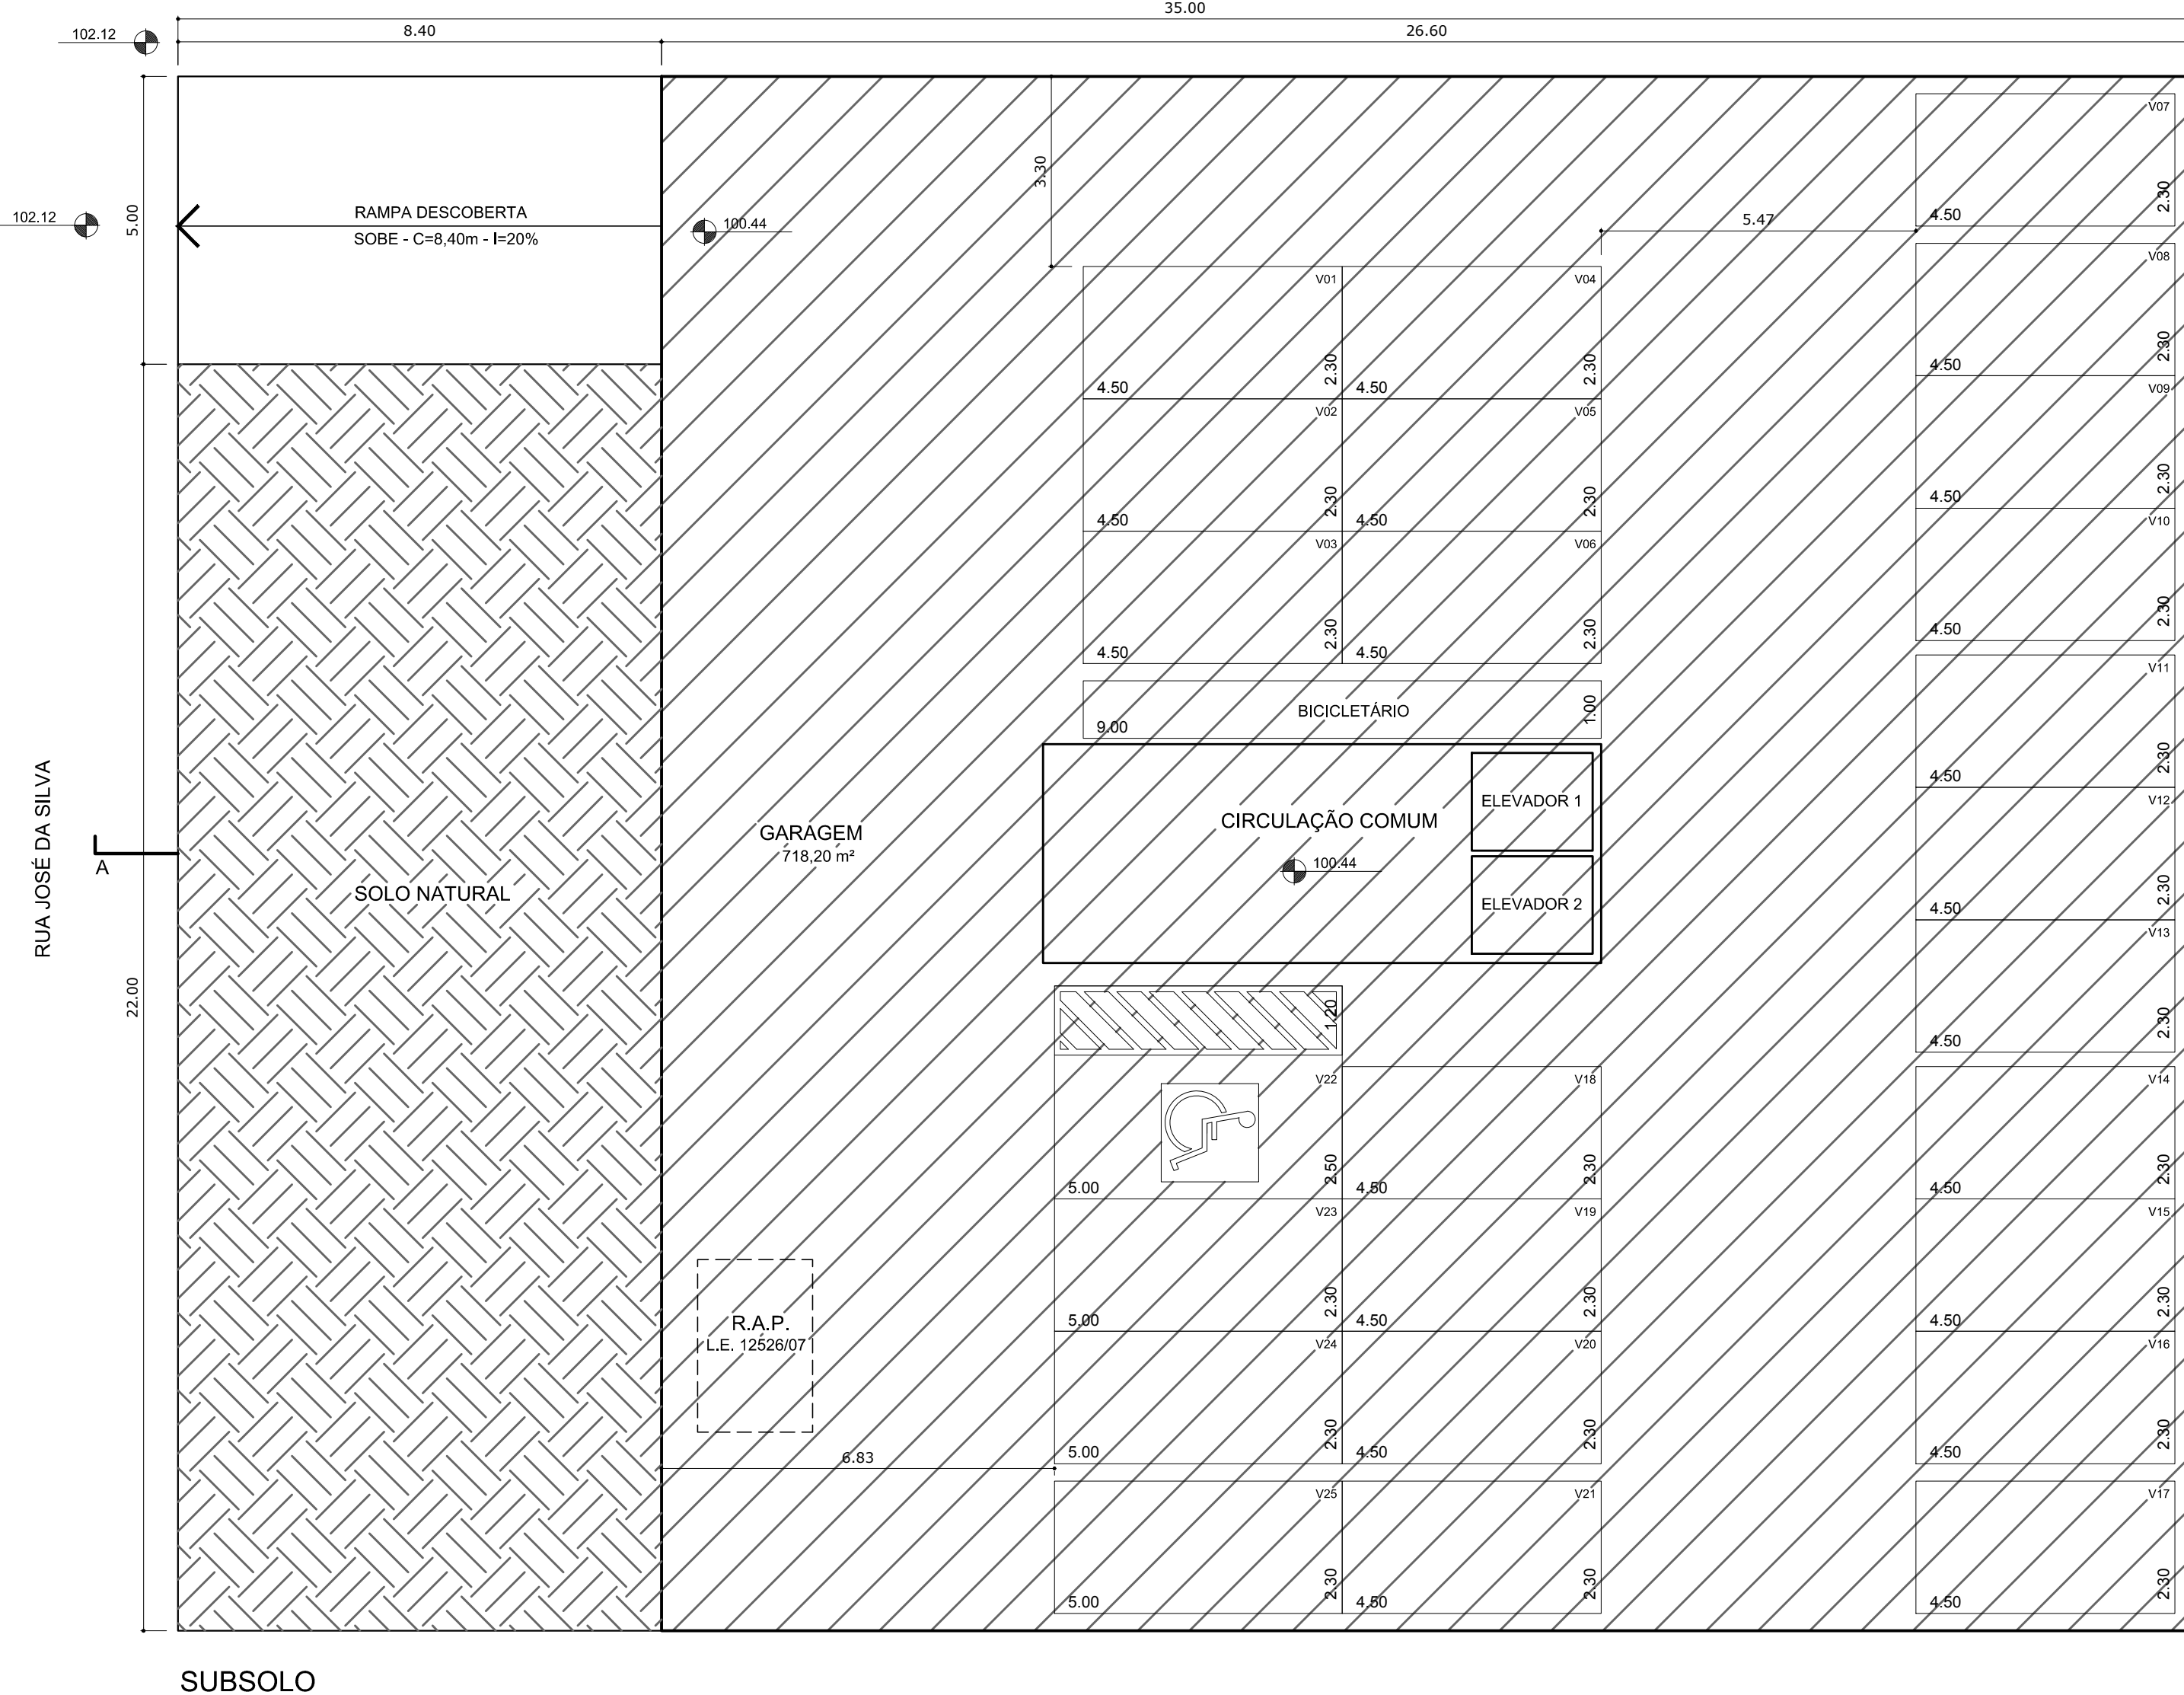 35.00
8.40
26.60
102.12
102.12
5.00
RAMPA DESCOBERTA
SOBE - C=8,40m - I=20%
100.44
3.30
5.47
V07
2.30
4.50
V01
2.30
4.50
V04
2.30
4.50
V08
2.30
4.50
V02
2.30
4.50
V05
2.30
4.50
V09
2.30
4.50
V03
2.30
4.50
V06
2.30
4.50
V10
2.30
4.50
BICICLETÁRIO
9.00
1.00
V11
2.30
4.50
RUA JOSÉ DA SILVA
A
SOLO NATURAL
22.00
GARAGEM
718,20 m²
CIRCULAÇÃO COMUM
100.44
ELEVADOR 1
ELEVADOR 2
V12
2.30
4.50
V13
2.30
4.50
1.20
V22
2.50
5.00
V18
2.30
4.50
V14
2.30
4.50
V23
2.30
5.00
V19
2.30
4.50
V15
2.30
4.50
R.A.P.
L.E. 12526/07
V24
2.30
5.00
V20
2.30
4.50
V16
2.30
4.50
6.83
V25
2.30
5.00
V21
2.30
4.50
V17
2.30
4.50
SUBSOLO